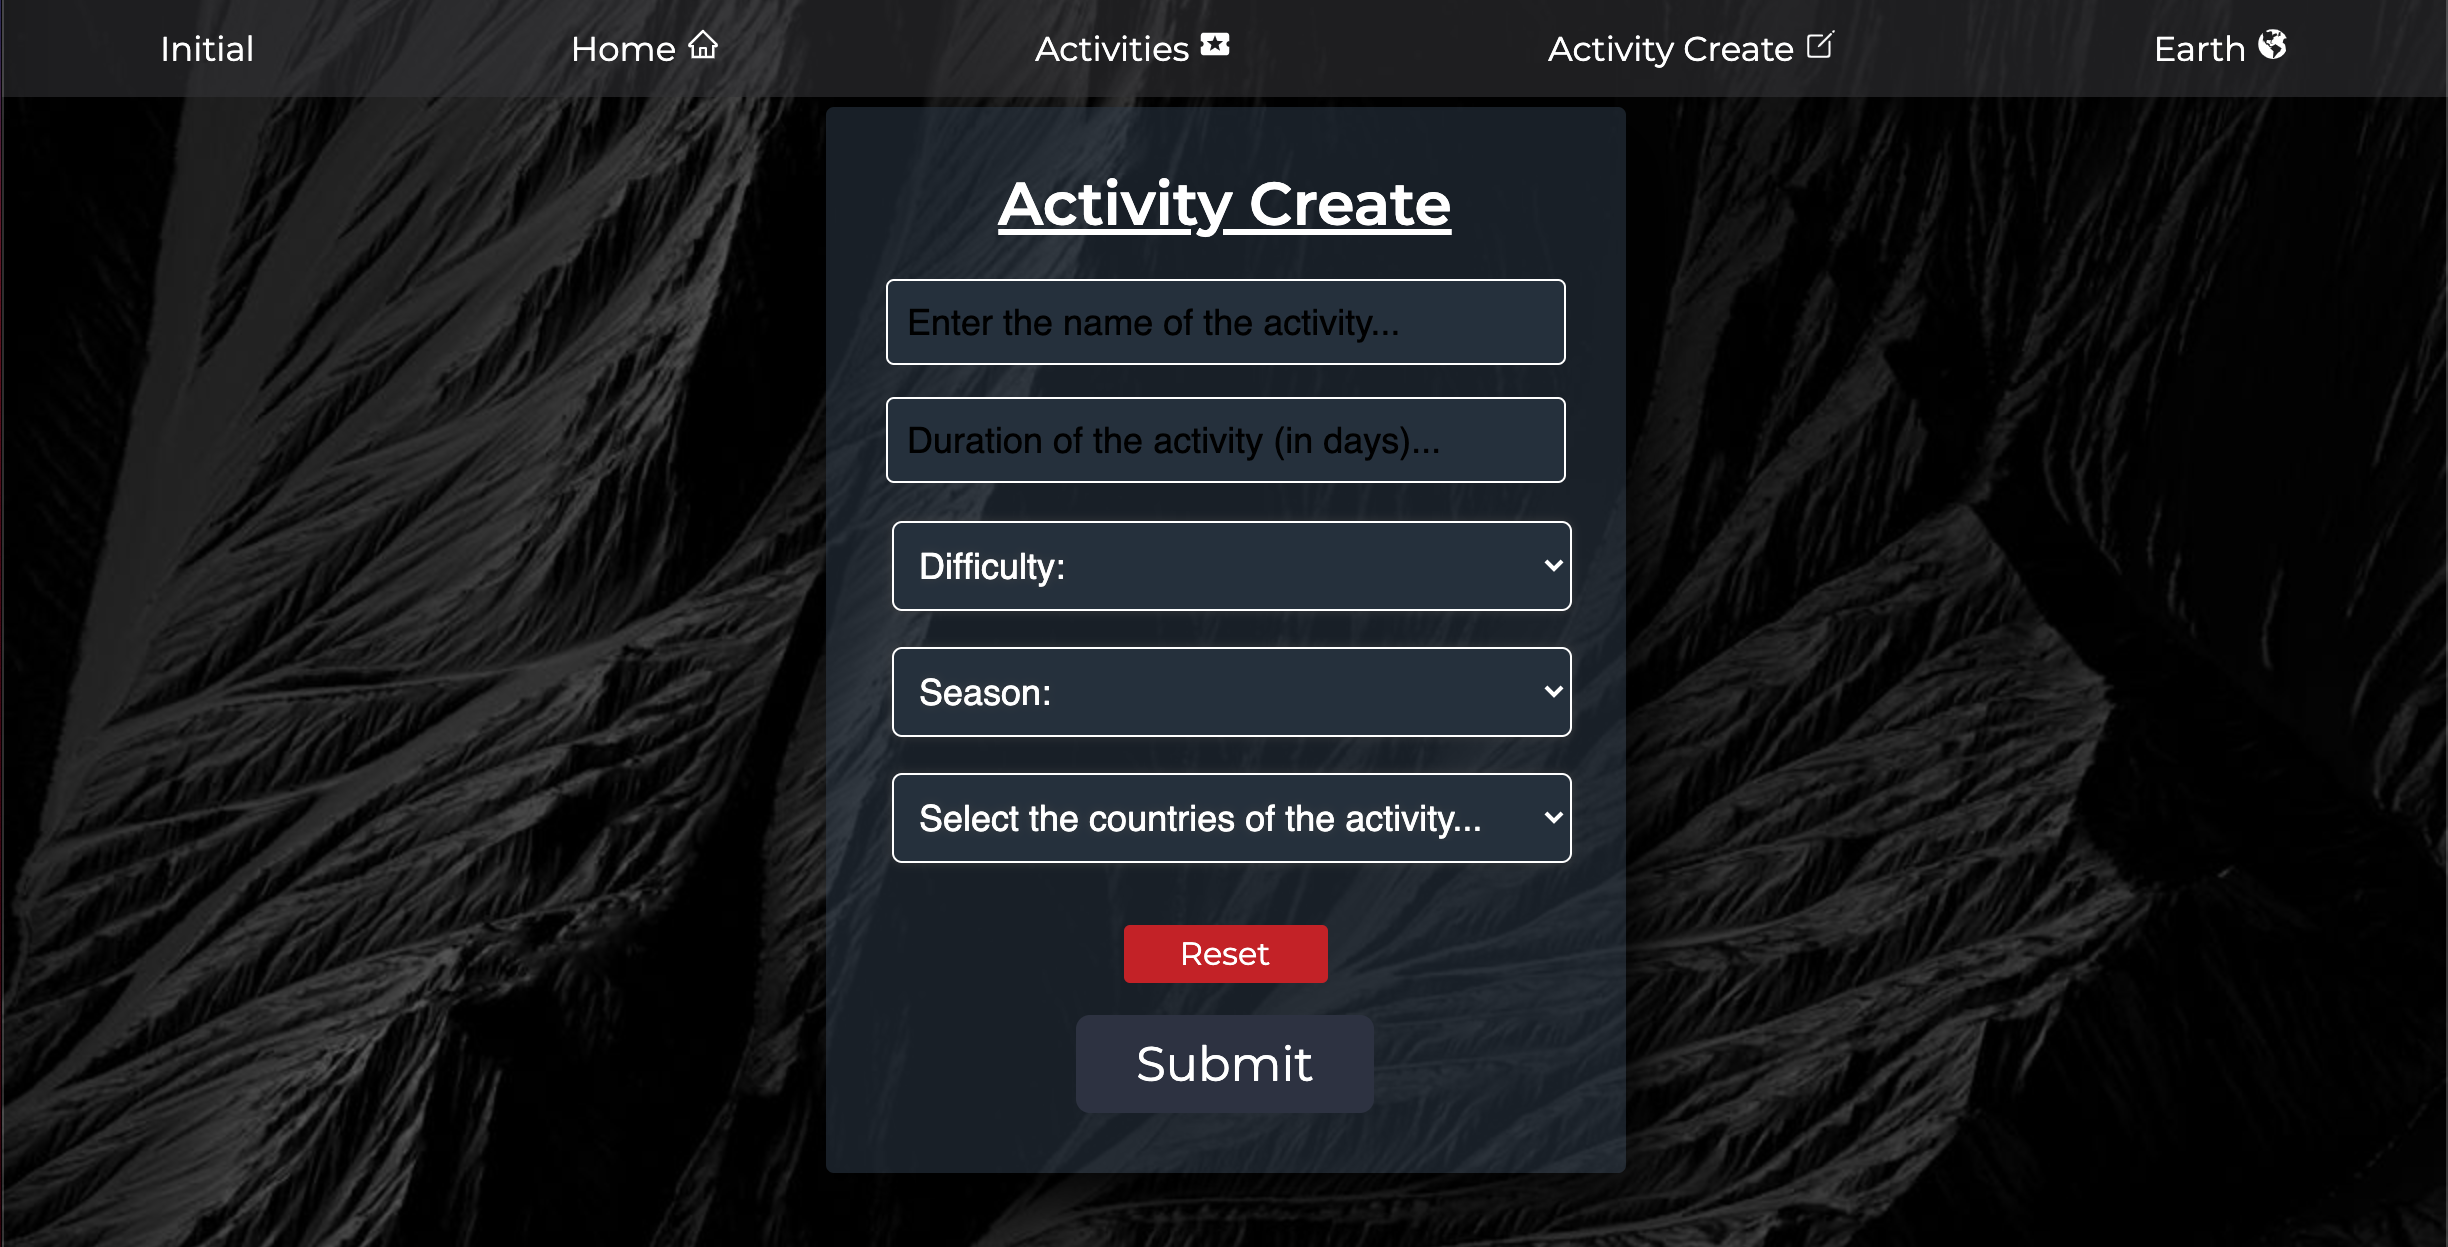 Initial Home Activities Activity Create Earth
Activity Create
Enter the name of the activity...
Duration of the activity (in days)...
Difficulty:
Season:
Select the countries of the activity...
Reset
Submit